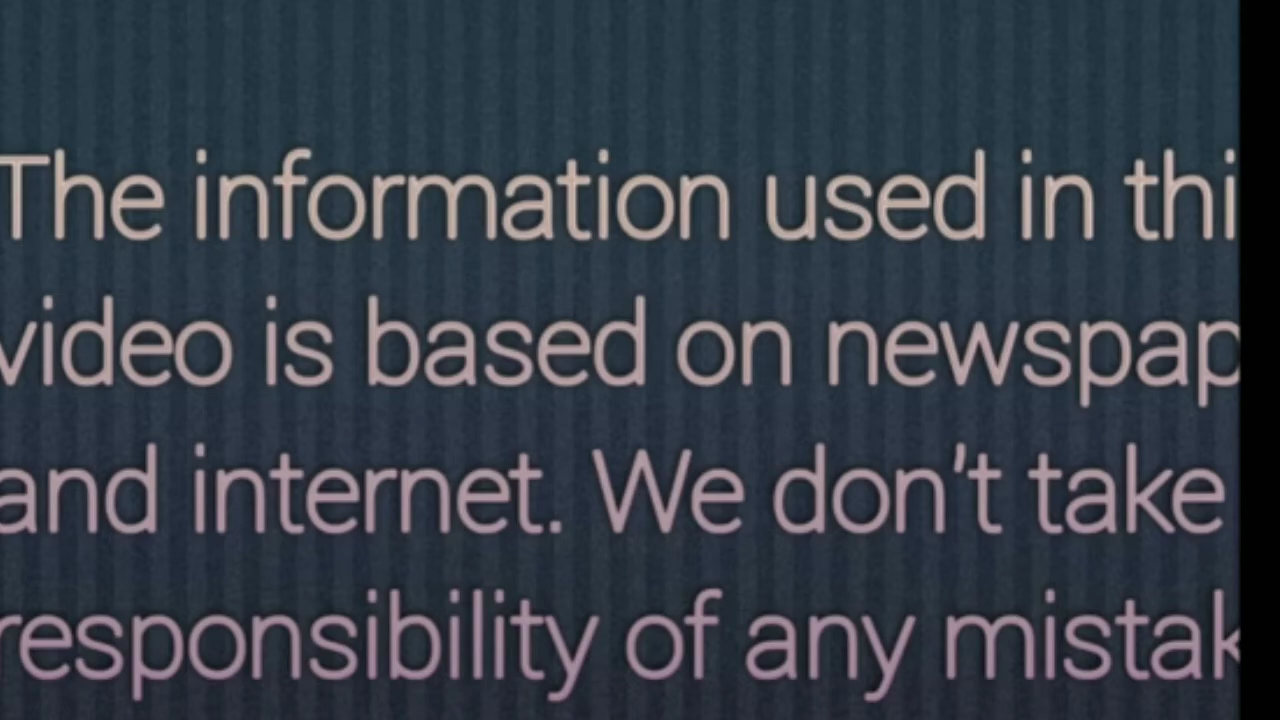 The information used in thi
video is based on newspap
and internet. We don't take
responsibility of any mistak